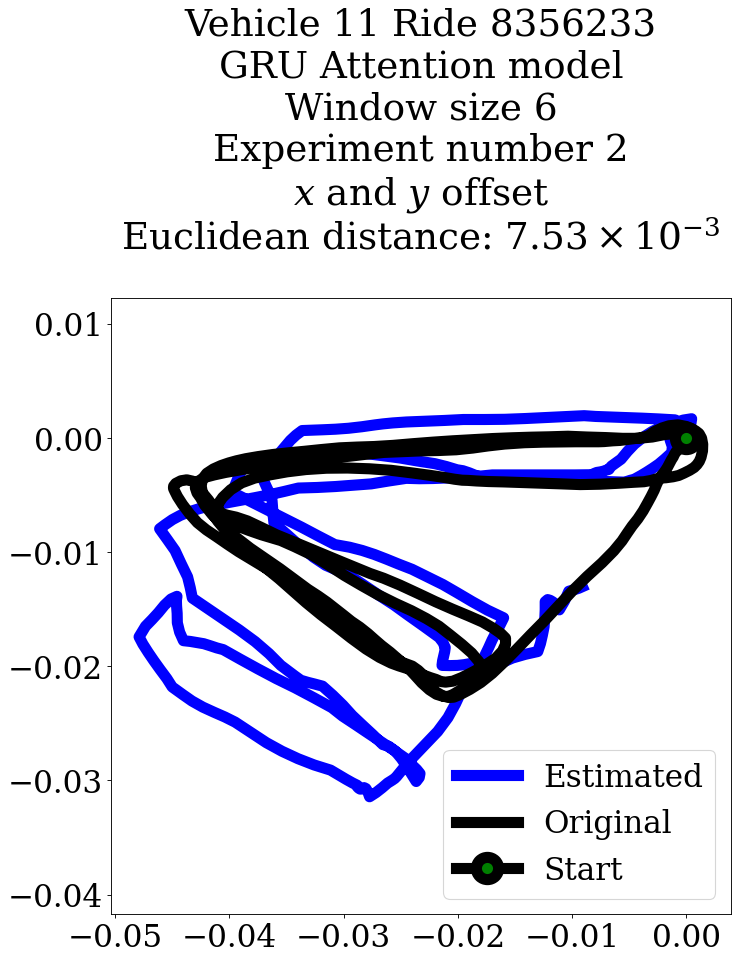 Vehicle 11 Ride 8356233
GRU Attention model
Window size 6
Experiment number 2
x and y offset
Euclidean distance: 7.53 × 10⁻³
0.01
0.00
−0.01
−0.02
−0.03
−0.04
Estimated
Original
Start
−0.05 −0.04 −0.03 −0.02 −0.01 0.00